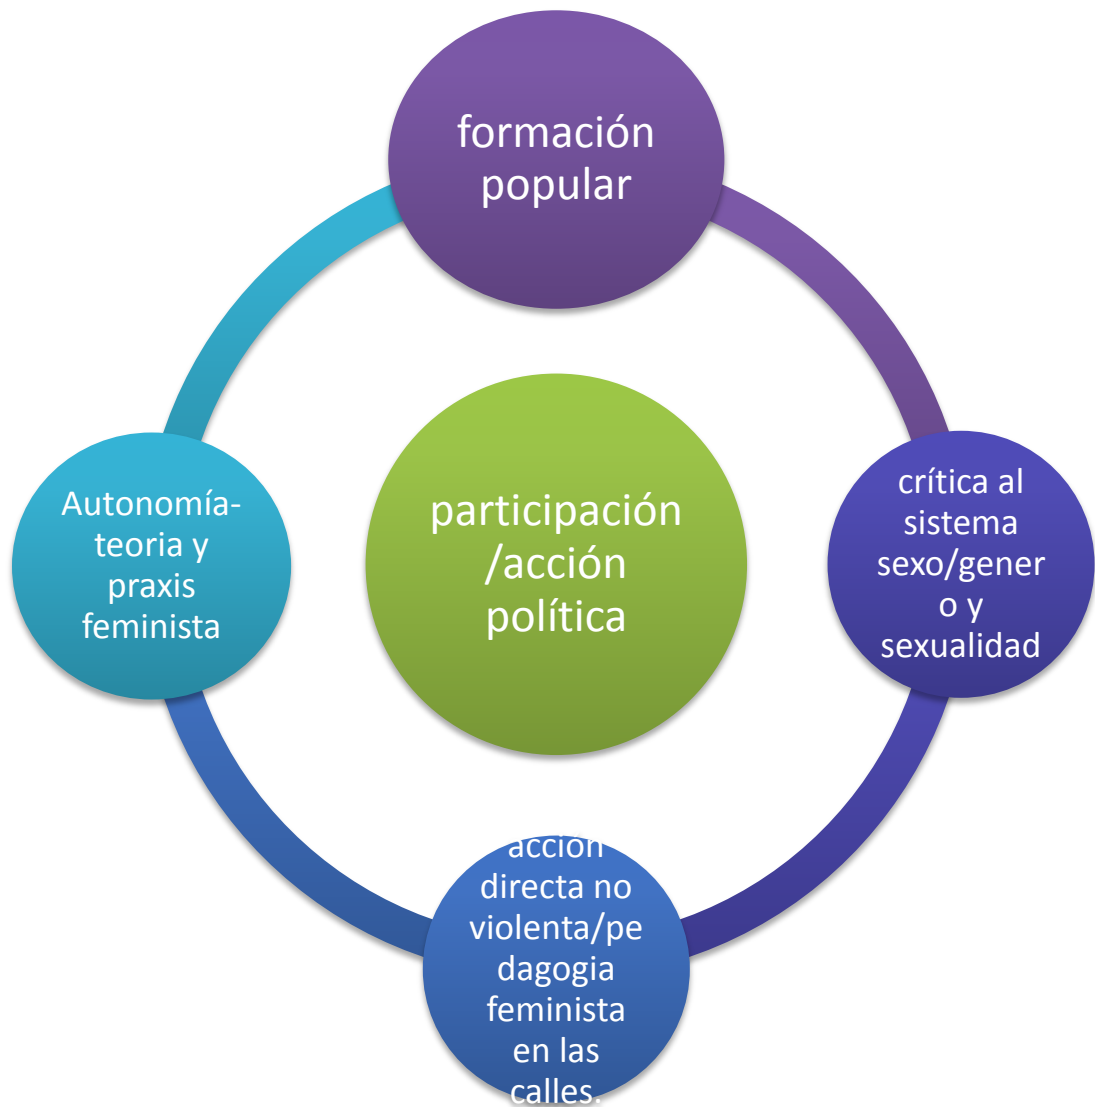 formación
popular
crítica al
sistema
sexo/gener
o y
sexualidad
acción
directa no
violenta/pe
dagogia
feminista
en las
calles.
Autonomía-
teoria y
praxis
feminista
participación
/acción
política